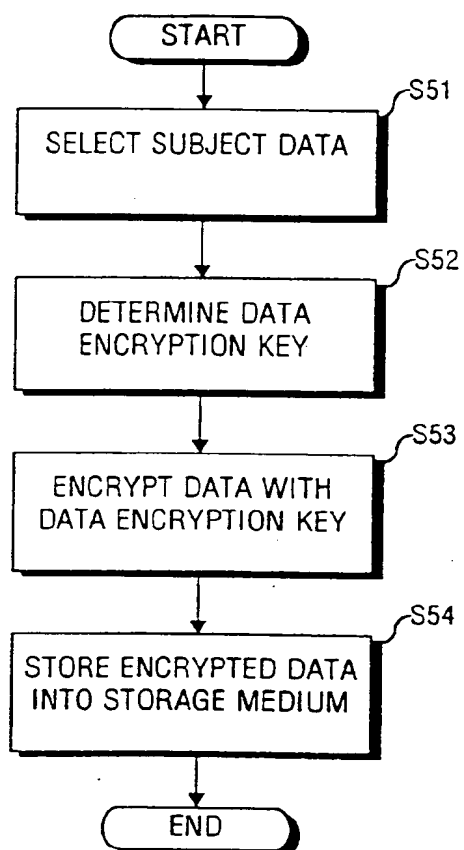 START
S51
SELECT SUBJECT DATA
S52
DETERMINE DATA
ENCRYPTION KEY
S53
ENCRYPT DATA WITH
DATA ENCRYPTION KEY
S54
STORE ENCRYPTED DATA
INTO STORAGE MEDIUM
END